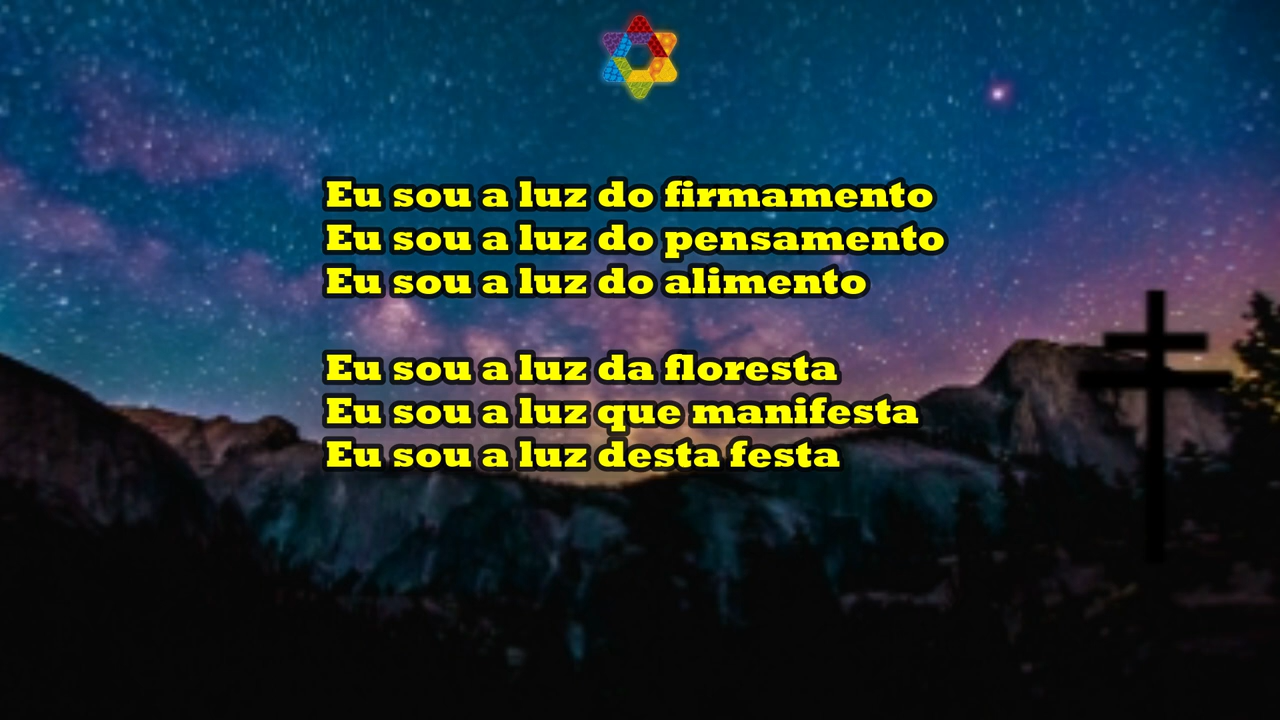 Eu sou a luz do firmamento
Eu sou a luz do pensamento
Eu sou a luz do alimento
Eu sou a luz da floresta
Eu sou a luz que manifesta
Eu sou a luz desta festa